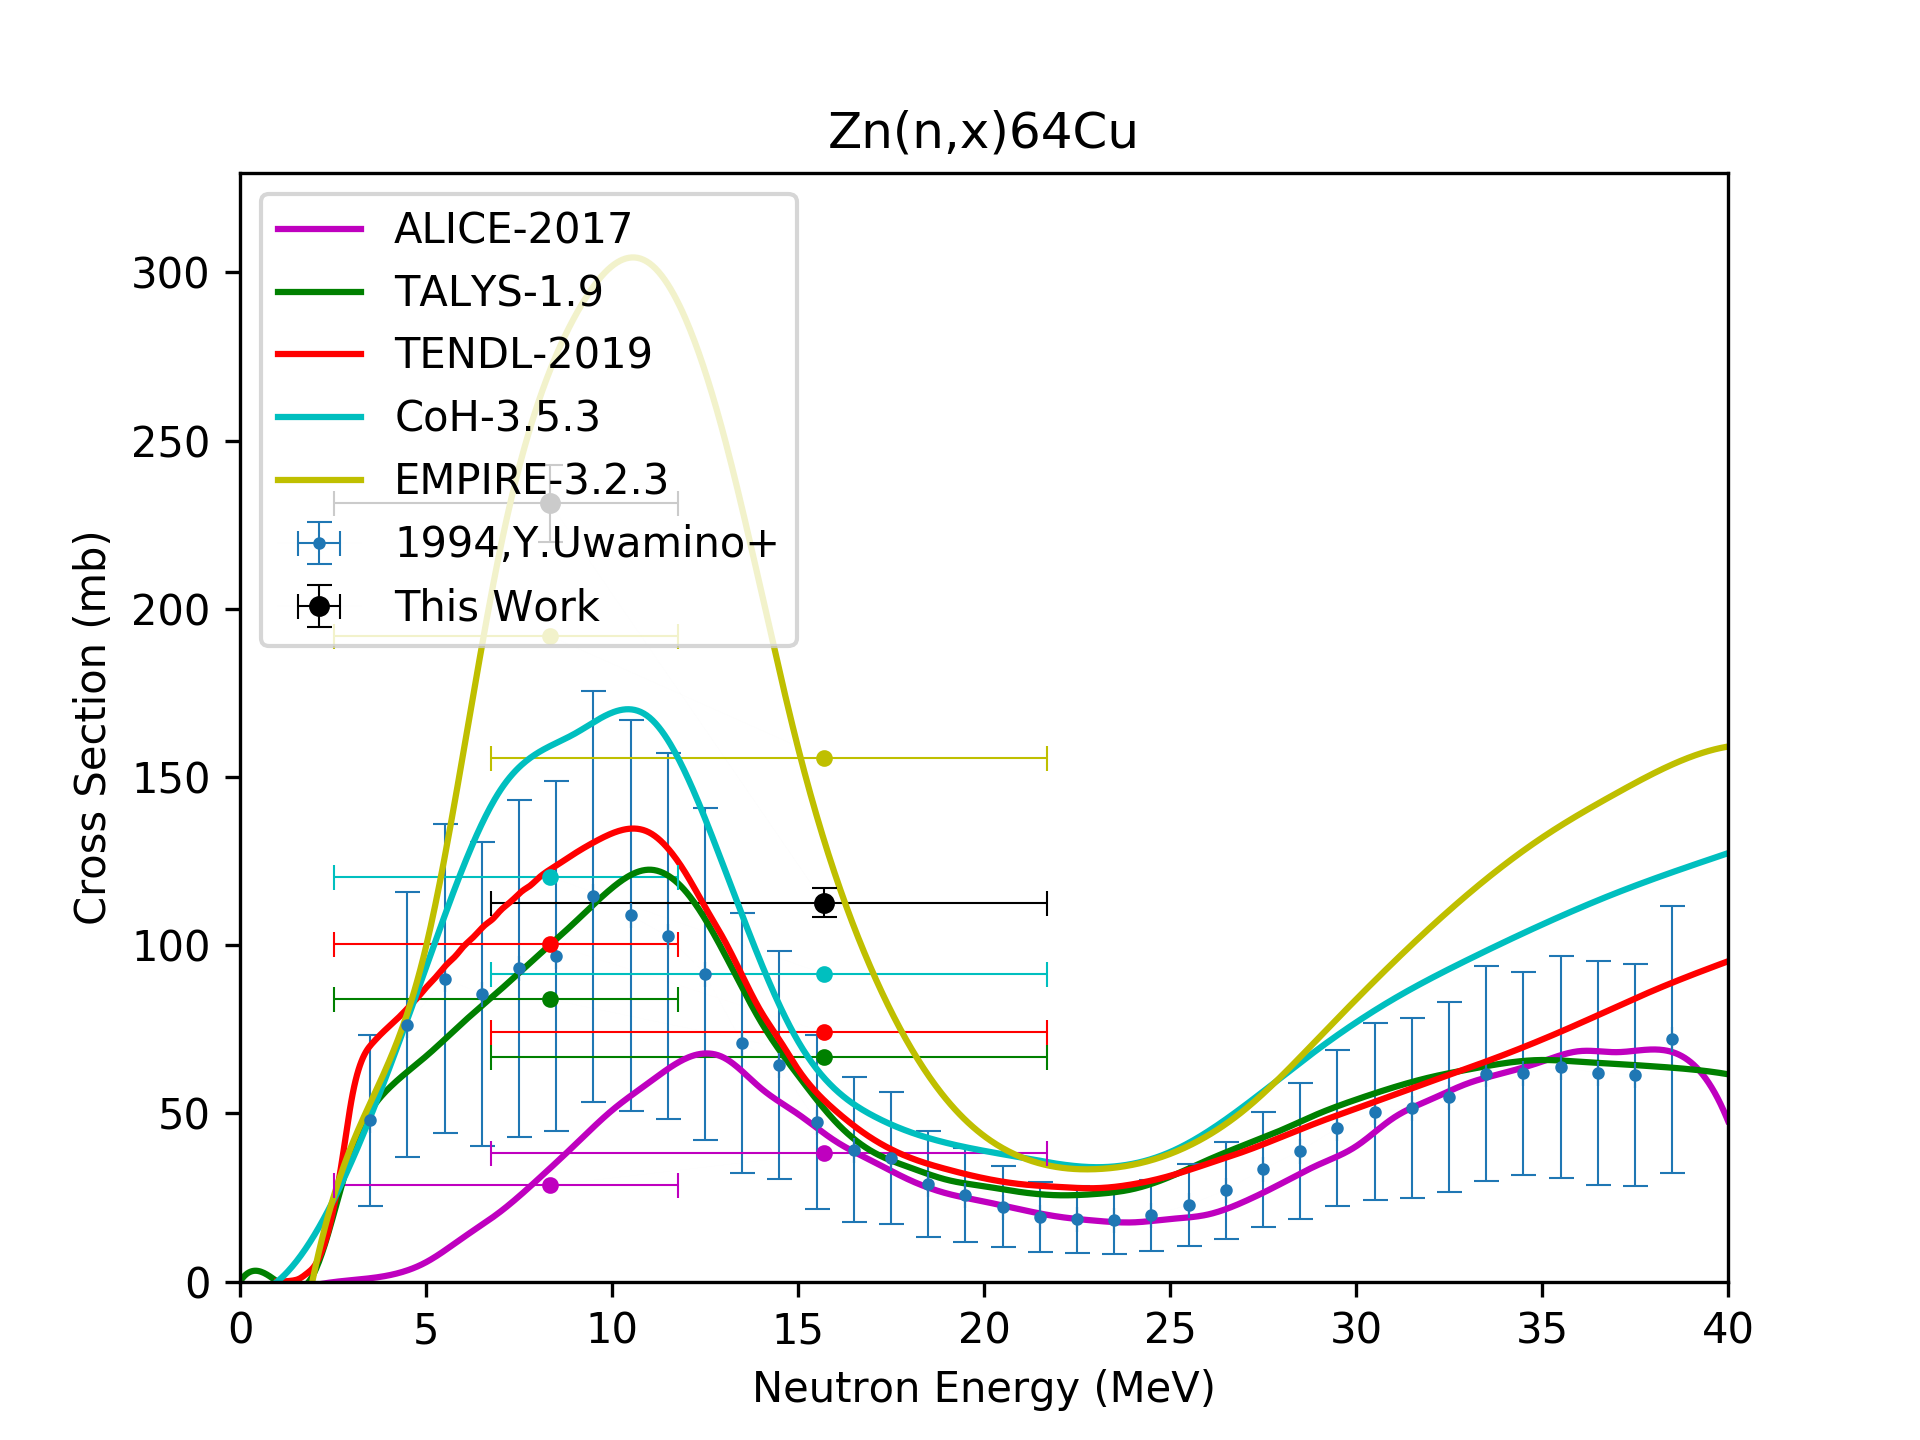 Zn(n,x)64Cu
ALICE-2017
TALYS-1.9
TENDL-2019
CoH-3.5.3
EMPIRE-3.2.3
1994,Y.Uwamino+
This Work
Cross Section (mb)
300
250
200
150
100
50
0
0 5 10 15 20 25 30 35 40
Neutron Energy (MeV)